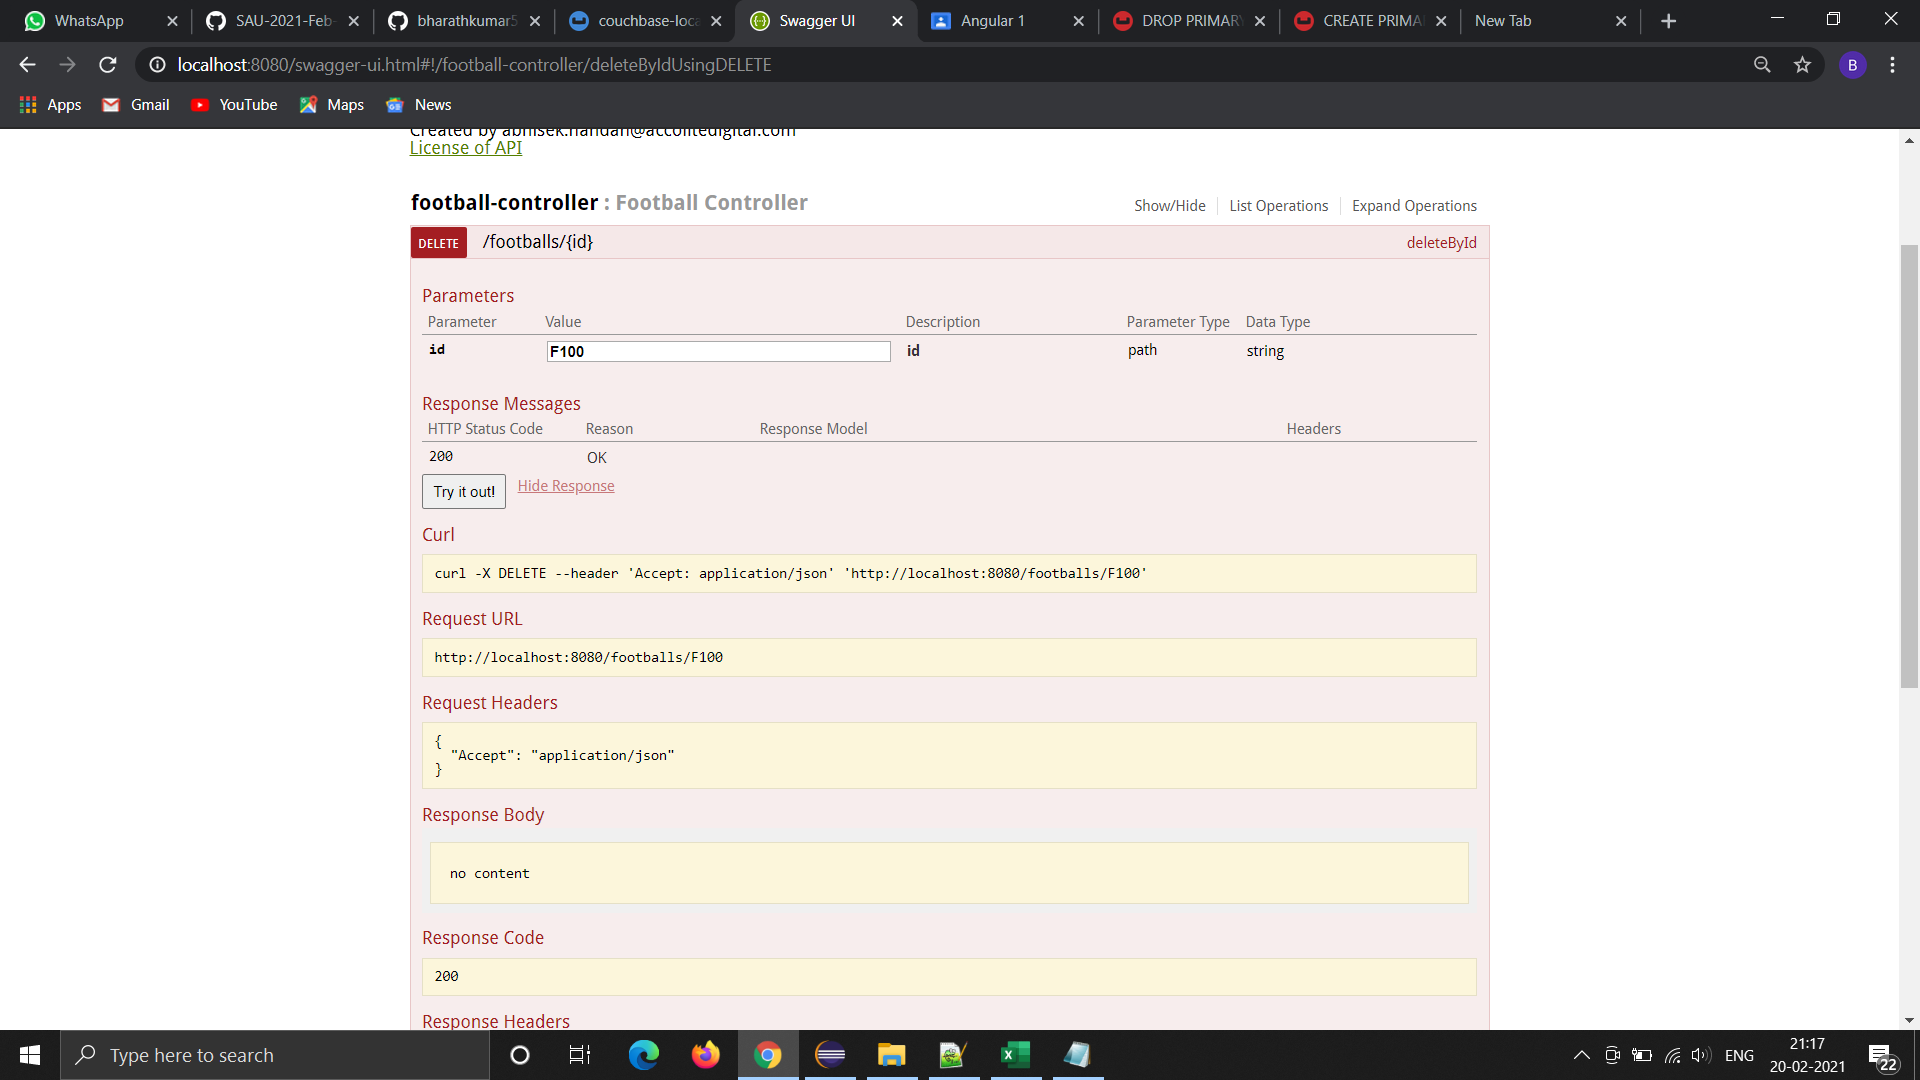 WhatsApp
SAU-2021-Feb-
bharathkumar5
couchbase-loca
Swagger UI
Angular 1
DROP PRIMARY
CREATE PRIMA
New Tab
localhost:8080/swagger-ui.html#!/football-controller/deleteByIdUsingDELETE
B
Apps
Gmail
YouTube
Maps
News
Created by abhisek.nandan@accolitedigital.com
License of API
football-controller : Football Controller
Show/Hide
List Operations
Expand Operations
DELETE
/footballs/{id}
deleteById
Parameters
Parameter
Value
Description
Parameter Type
Data Type
id
F100
id
path
string
Response Messages
HTTP Status Code
Reason
Response Model
Headers
200
OK
Try it out!
Hide Response
Curl
curl -X DELETE --header 'Accept: application/json' 'http://localhost:8080/footballs/F100'
Request URL
http://localhost:8080/footballs/F100
Request Headers
{
"Accept": "application/json"
}
Response Body
no content
Response Code
200
Response Headers
Type here to search
ENG
21:17
20-02-2021
22